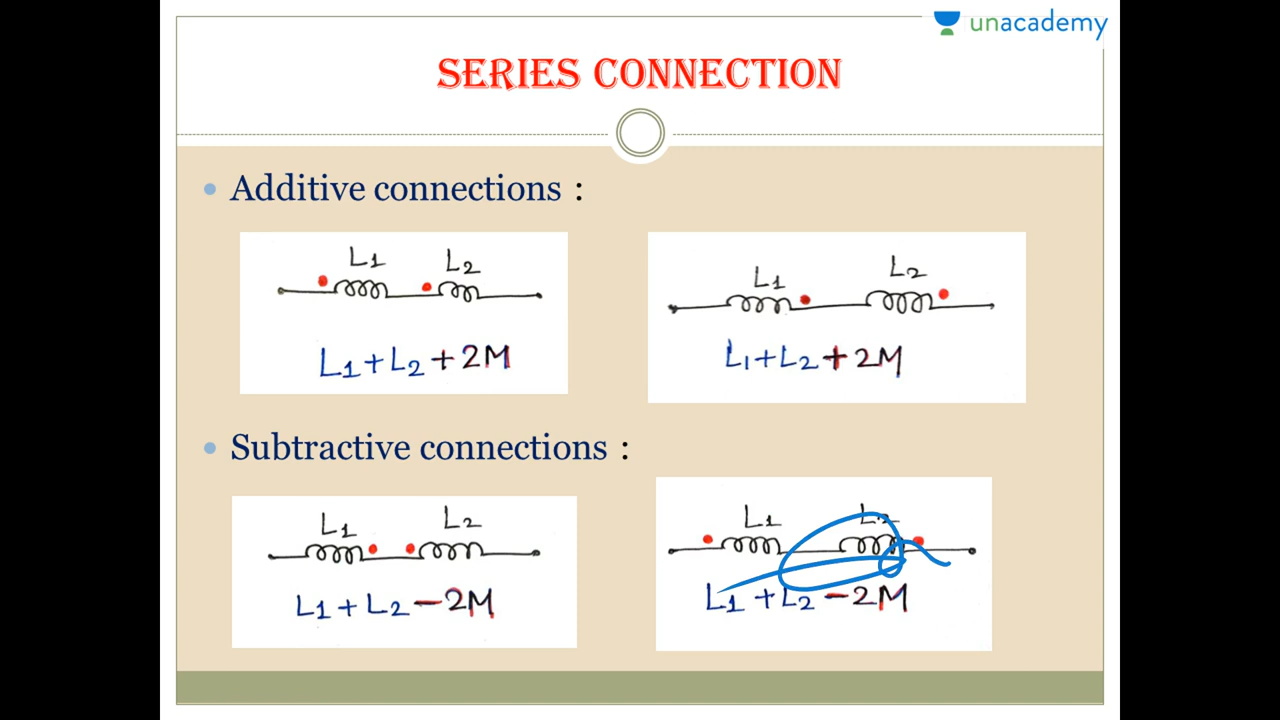 unacademy
SERIES CONNECTION
Additive connections :
L1 L2
L1+L2+2M
L1 L2
L1+L2+2M
Subtractive connections :
L1 L2
L1+L2-2M
L1 L2
L1+L2-2M